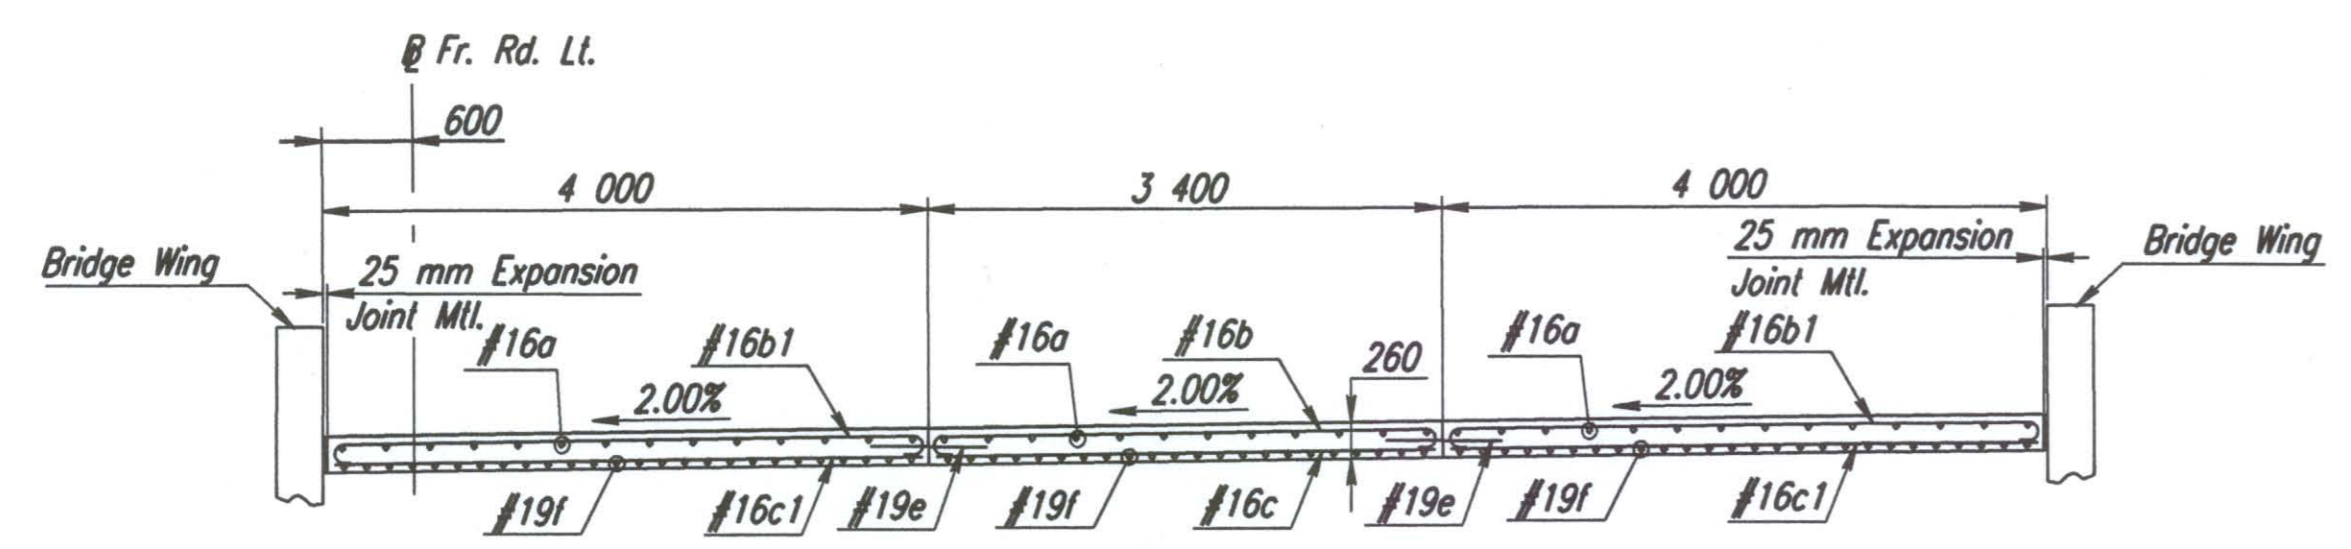 ℄ Fr. Rd. Lt.
600
4 000
3 400
4 000
Bridge Wing
25 mm Expansion
Joint Mtl.
25 mm Expansion
Joint Mtl.
Bridge Wing
#16a
#16b1
#16a
#16b
260
#16a
#16b1
2.00%
2.00%
2.00%
#19f
#16c1
#19e
#19f
#16c
#19e
#19f
#16c1